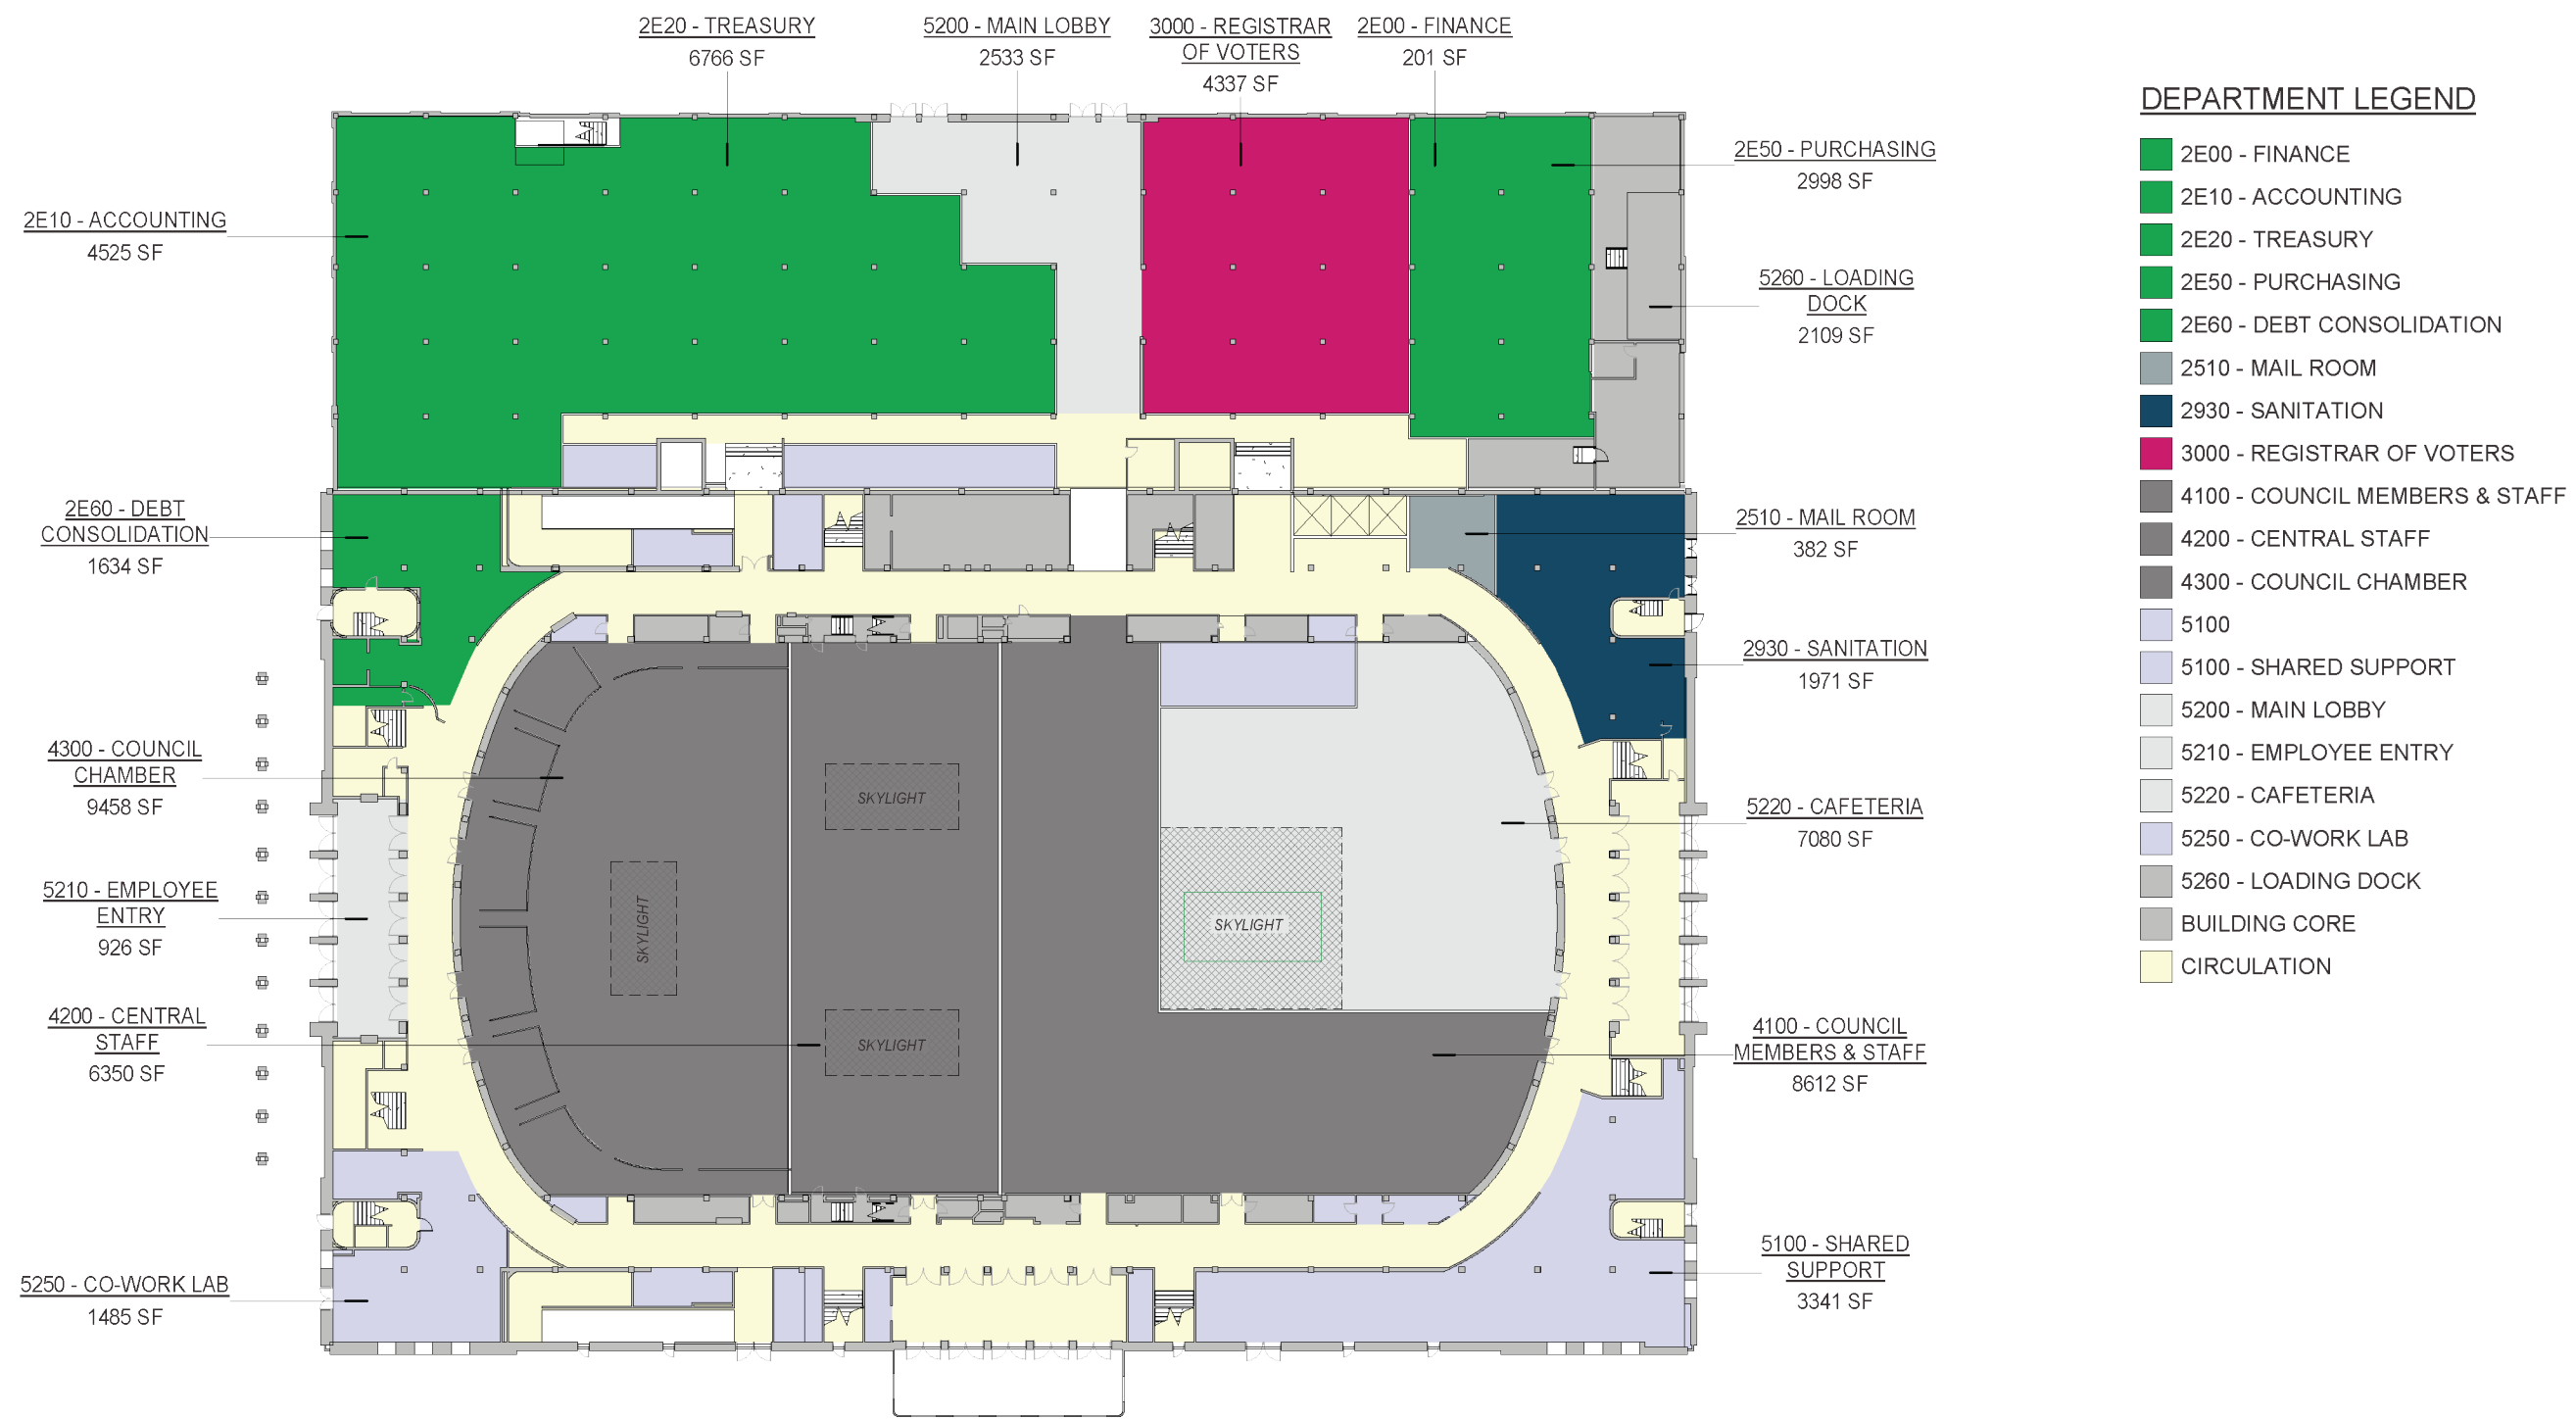 2E20 - TREASURY
6766 SF
5200 - MAIN LOBBY
2533 SF
3000 - REGISTRAR
OF VOTERS
4337 SF
2E00 - FINANCE
201 SF
2E10 - ACCOUNTING
4525 SF
2E50 - PURCHASING
2998 SF
5260 - LOADING
DOCK
2109 SF
2E60 - DEBT
CONSOLIDATION
1634 SF
2510 - MAIL ROOM
382 SF
2930 - SANITATION
1971 SF
4300 - COUNCIL
CHAMBER
9458 SF
SKYLIGHT
SKYLIGHT
SKYLIGHT
SKYLIGHT
5220 - CAFETERIA
7080 SF
5210 - EMPLOYEE
ENTRY
926 SF
4200 - CENTRAL
STAFF
6350 SF
4100 - COUNCIL
MEMBERS & STAFF
8612 SF
5250 - CO-WORK LAB
1485 SF
5100 - SHARED
SUPPORT
3341 SF
DEPARTMENT LEGEND
2E00 - FINANCE
2E10 - ACCOUNTING
2E20 - TREASURY
2E50 - PURCHASING
2E60 - DEBT CONSOLIDATION
2510 - MAIL ROOM
2930 - SANITATION
3000 - REGISTRAR OF VOTERS
4100 - COUNCIL MEMBERS & STAFF
4200 - CENTRAL STAFF
4300 - COUNCIL CHAMBER
5100
5100 - SHARED SUPPORT
5200 - MAIN LOBBY
5210 - EMPLOYEE ENTRY
5220 - CAFETERIA
5250 - CO-WORK LAB
5260 - LOADING DOCK
BUILDING CORE
CIRCULATION